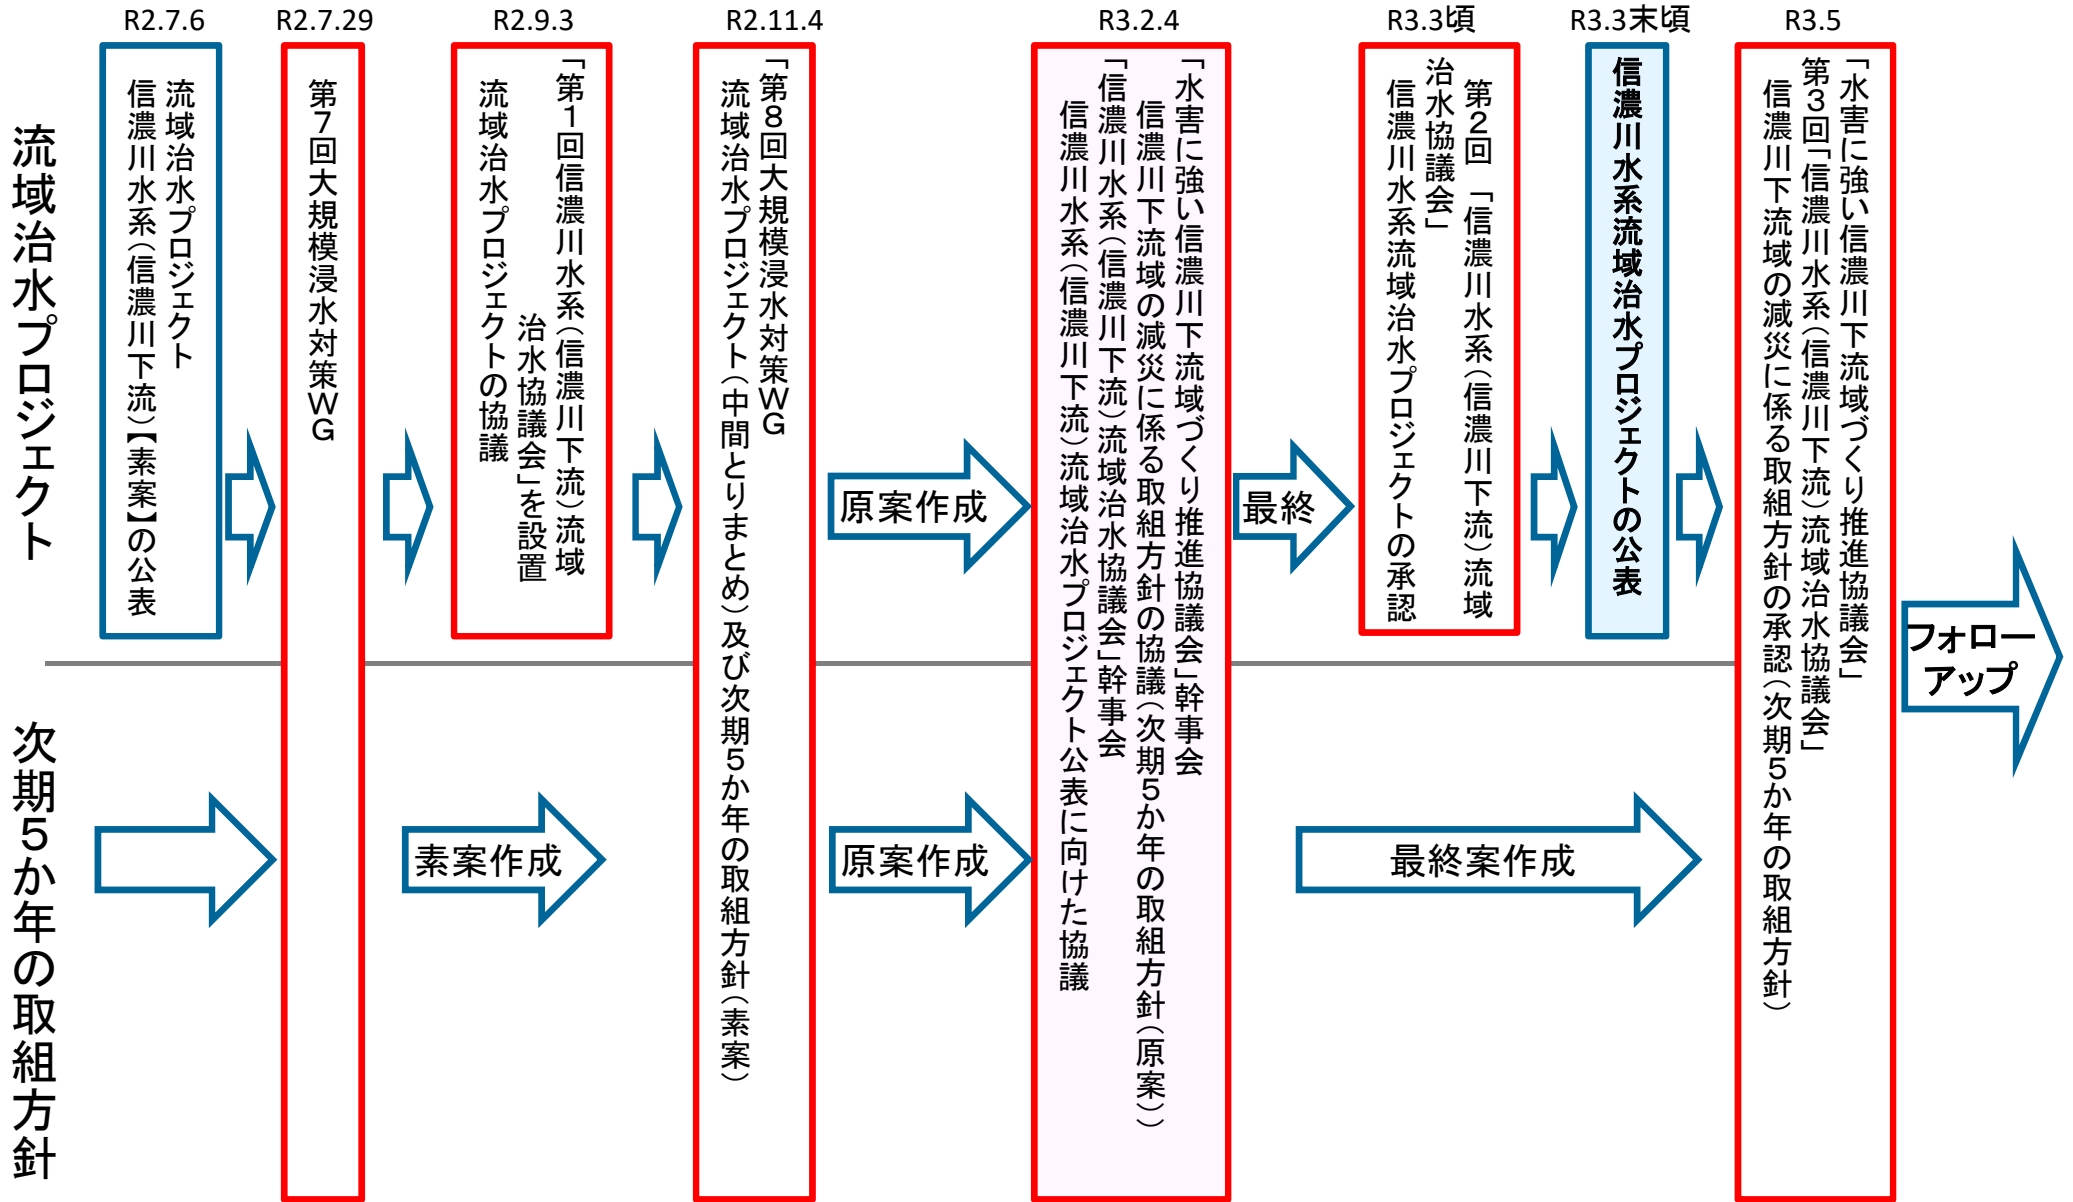 R2.7.6
R2.7.29
R2.9.3
R2.11.4
R3.2.4
R3.3頃
R3.3末頃
R3.5
流域治水プロジェクト
流域治水プロジェクト
信濃川水系（信濃川下流）【素案】の公表
第７回大規模浸水対策ＷＧ
「第１回信濃川水系（信濃川下流）流域
治水協議会」を設置
流域治水プロジェクトの協議
「第８回大規模浸水対策ＷＧ
流域治水プロジェクト（中間とりまとめ）及び次期５か年の取組方針（素案）
原案作成
「水害に強い信濃川下流域づくり推進協議会」幹事会
信濃川下流域の減災に係る取組方針の協議（次期５か年の取組方針（原案））
「信濃川水系（信濃川下流）流域治水協議会」幹事会
信濃川水系（信濃川下流）流域治水プロジェクト公表に向けた協議
最終
第２回　「信濃川水系（信濃川下流）流域
治水協議会」
信濃川水系流域治水プロジェクトの承認
信濃川水系流域治水プロジェクトの公表
「水害に強い信濃川下流域づくり推進協議会」
第３回「信濃川水系（信濃川下流）流域治水協議会」
信濃川下流域の減災に係る取組方針の承認（次期５か年の取組方針）
フォロー
アップ
次期５か年の取組方針
素案作成
原案作成
最終案作成